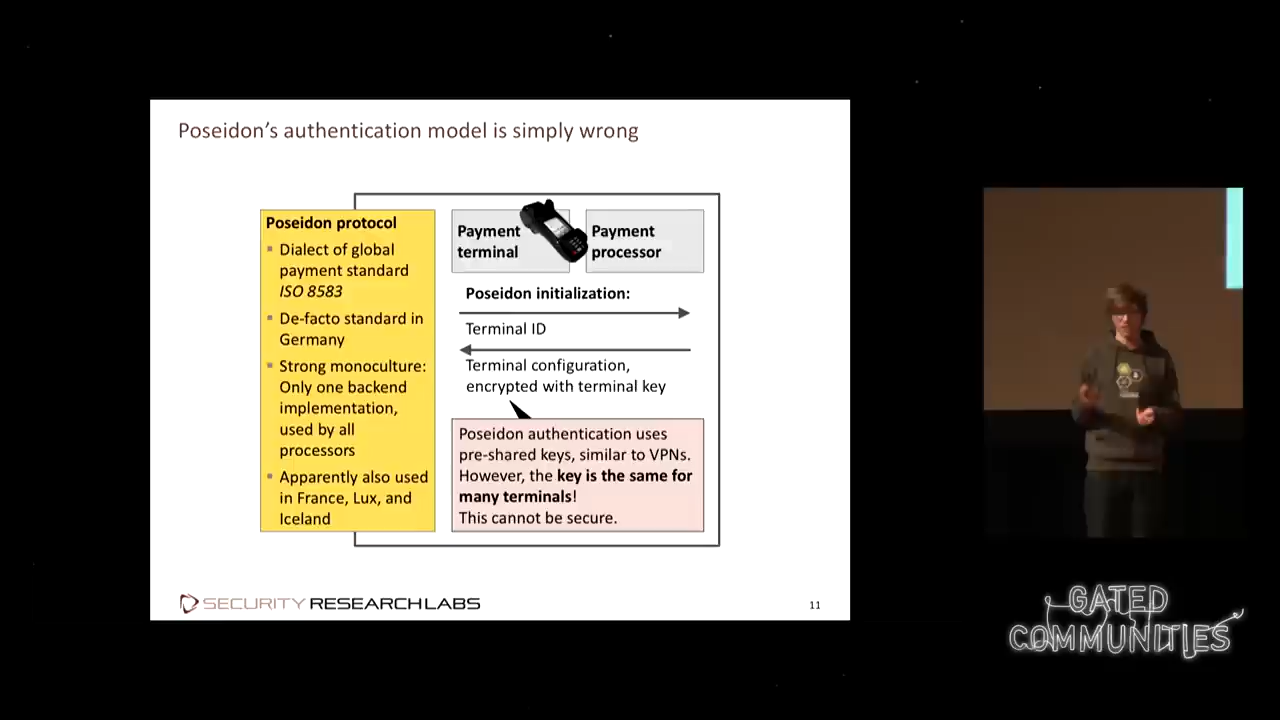 Poseidon's authentication model is simply wrong
Poseidon protocol
▪ Dialect of global
payment standard
ISO 8583
▪ De-facto standard in
Germany
▪ Strong monoculture:
Only one backend
implementation,
used by all
processors
▪ Apparently also used
in France, Lux, and
Iceland
Payment
terminal
Payment
processor
Poseidon initialization:
Terminal ID
Terminal configuration,
encrypted with terminal key
Poseidon authentication uses
pre-shared keys, similar to VPNs.
However, the key is the same for
many terminals!
This cannot be secure.
SECURITY RESEARCH LABS
11
GATED
COMMUNITIES